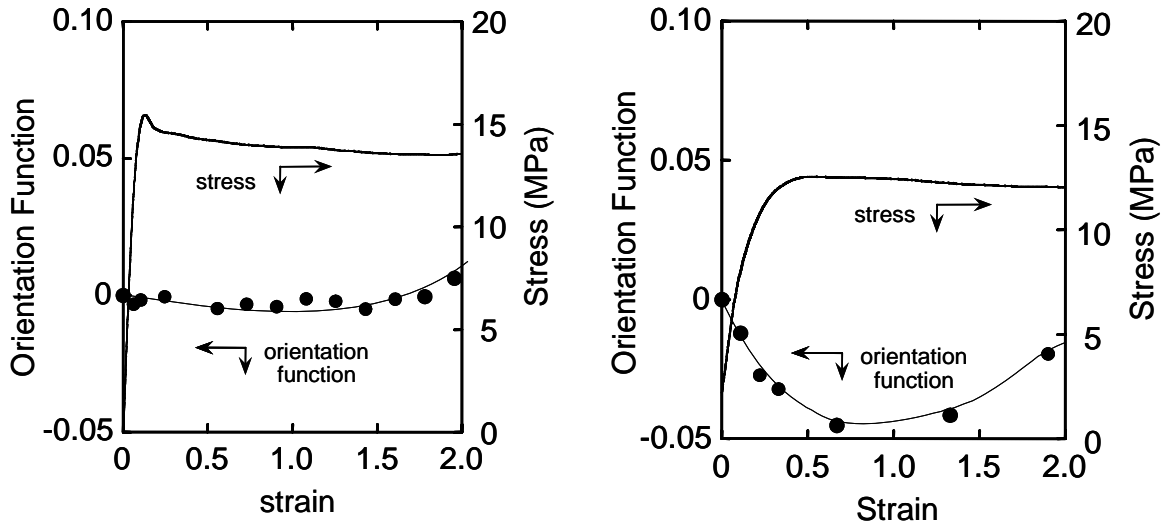 0.10
0.05
0
-0.05
Orientation Function
20
15
10
5
0
Stress (MPa)
stress
orientation
function
0 0.5 1.0 1.5 2.0
strain
0.10
0.05
0
-0.05
Orientation Function
20
15
10
5
0
Stress (MPa)
stress
orientation
function
0 0.5 1.0 1.5 2.0
Strain